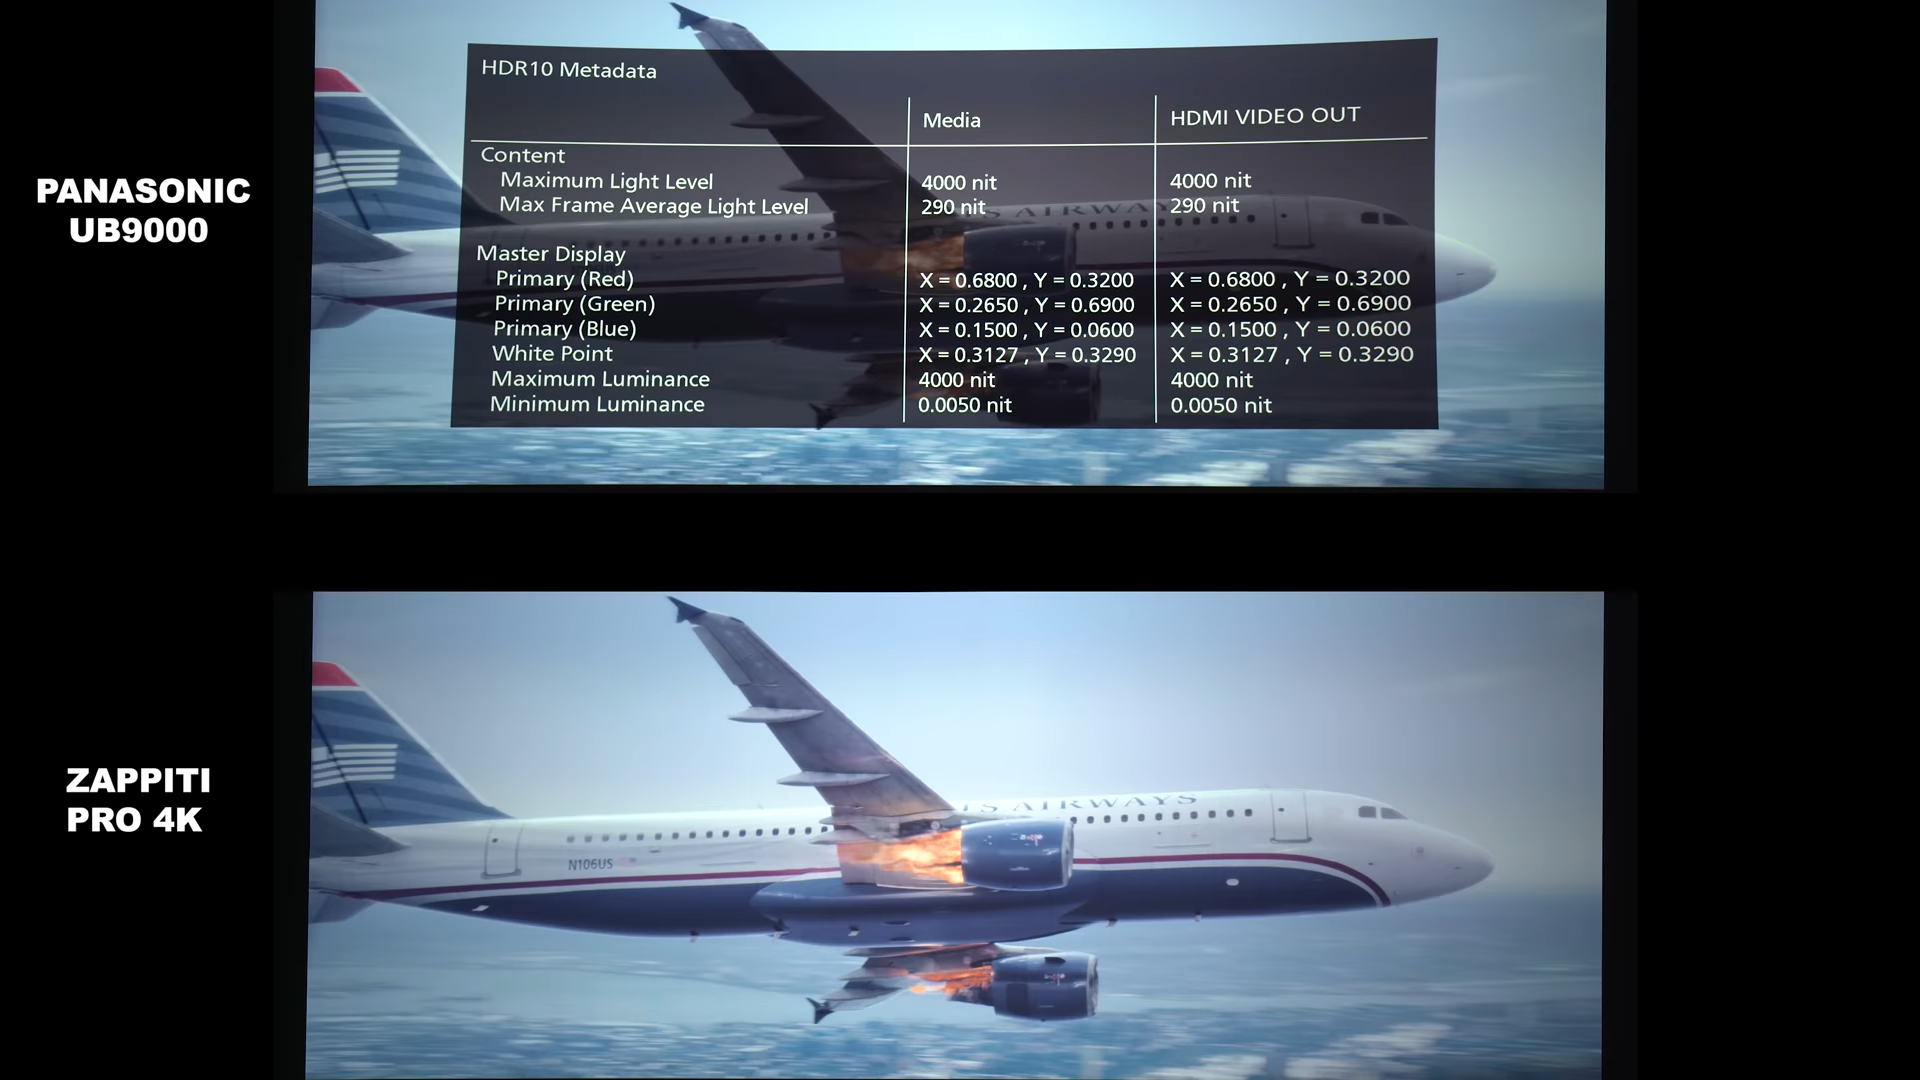 PANASONIC
UB9000
HDR10 Metadata
Media HDMI VIDEO OUT
Content
Maximum Light Level 4000 nit 4000 nit
Max Frame Average Light Level 290 nit 290 nit
Master Display
Primary (Red) X = 0.6800 , Y = 0.3200 X = 0.6800 , Y = 0.3200
Primary (Green) X = 0.2650 , Y = 0.6900 X = 0.2650 , Y = 0.6900
Primary (Blue) X = 0.1500 , Y = 0.0600 X = 0.1500 , Y = 0.0600
White Point X = 0.3127 , Y = 0.3290 X = 0.3127 , Y = 0.3290
Maximum Luminance 4000 nit 4000 nit
Minimum Luminance 0.0050 nit 0.0050 nit
S AIRWAYS
ZAPPITI
PRO 4K
US AIRWAYS
N106US